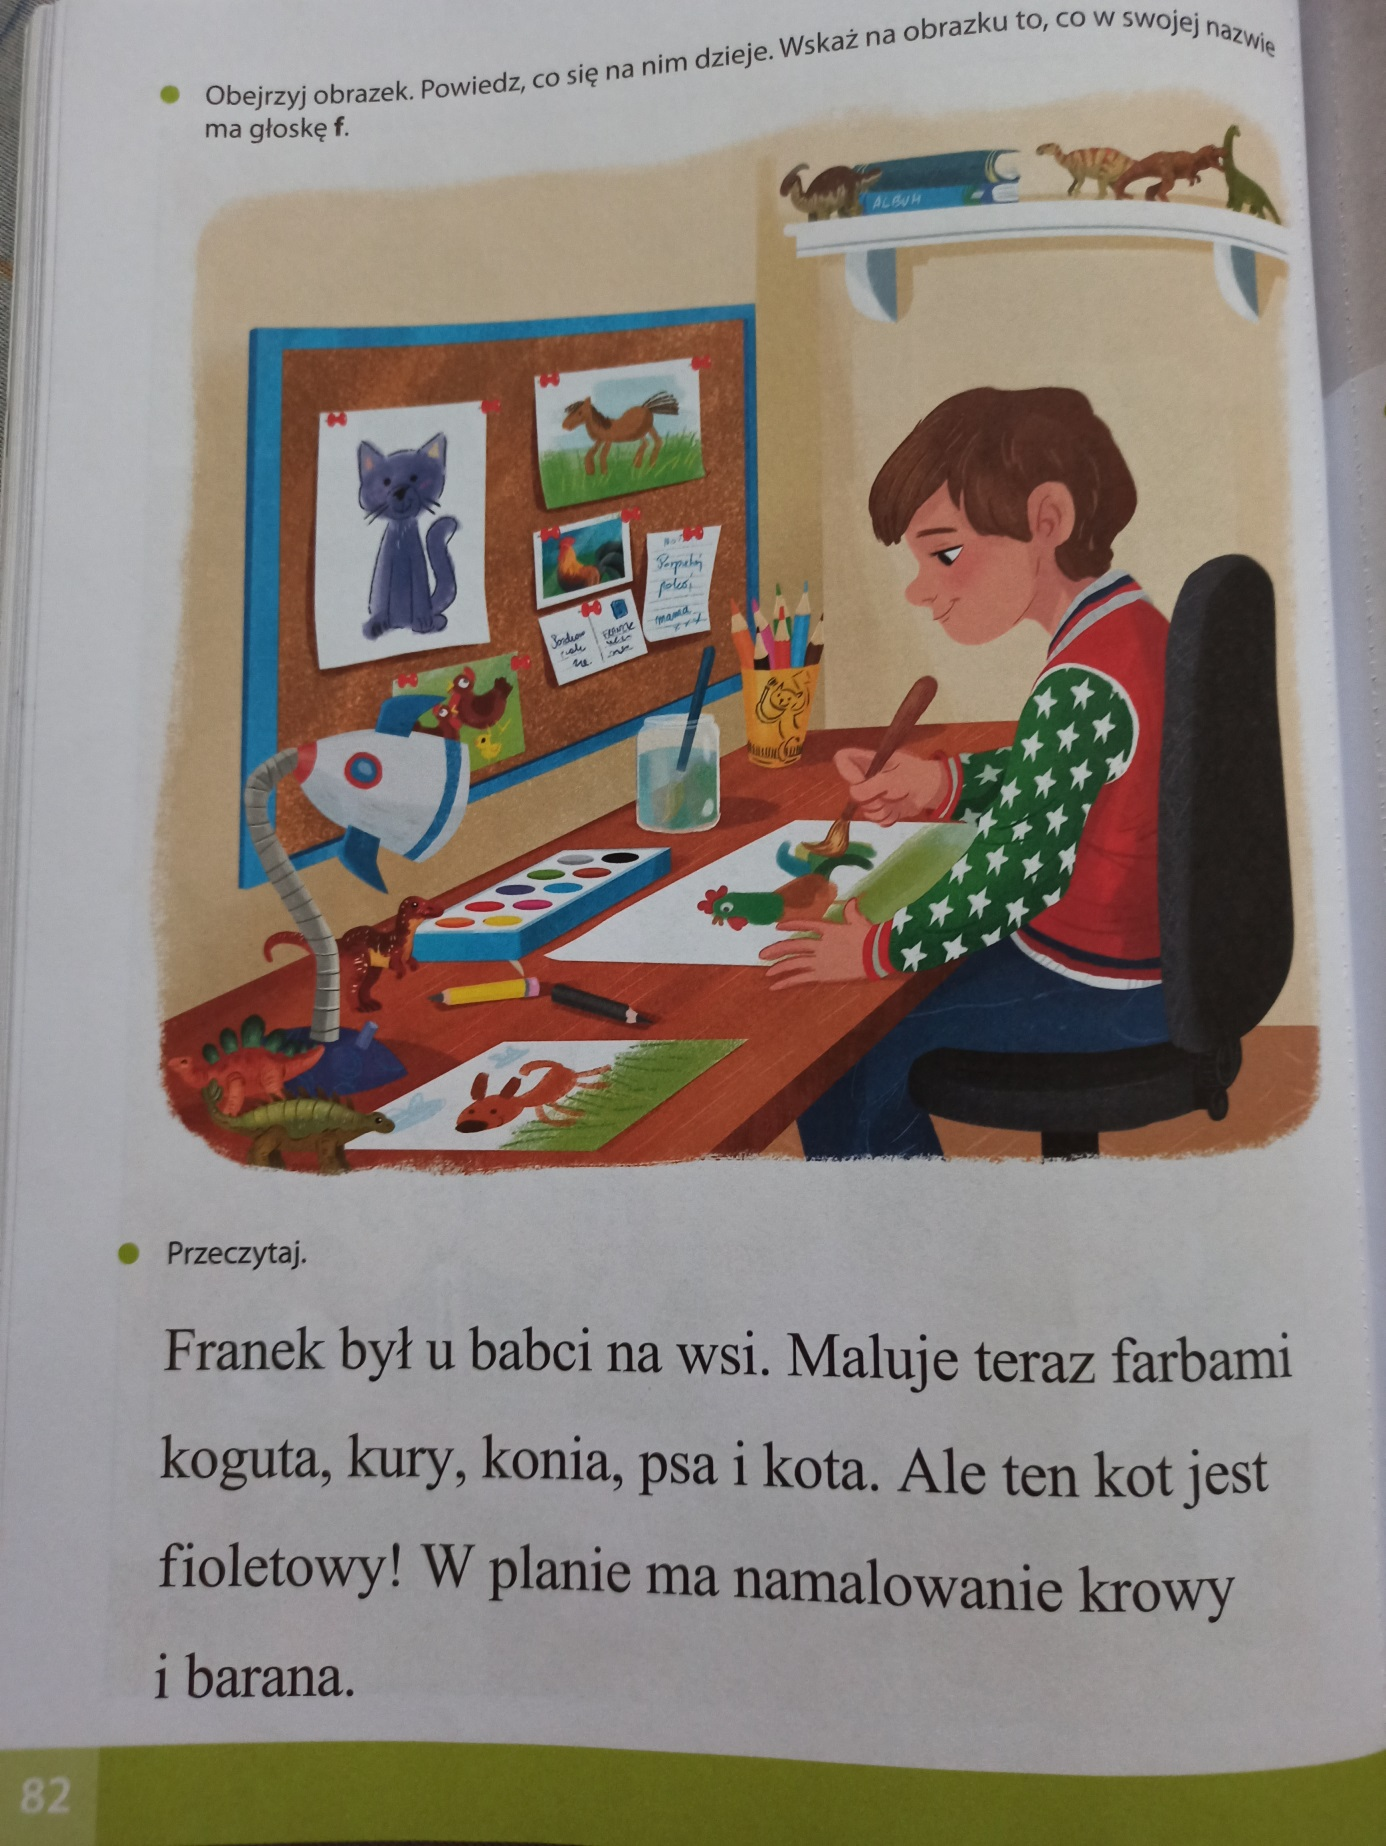 Obejrzyj obrazek. Powiedz, co się na nim dzieje. Wskaż na obrazku to, co w swojej nazwie
ma głoskę f.
ALBUM
pokój
mama
Przeczytaj.
Franek był u babci na wsi. Maluje teraz farbami
koguta, kury, konia, psa i kota. Ale ten kot jest
fioletowy! W planie ma namalowanie krowy
i barana.
82